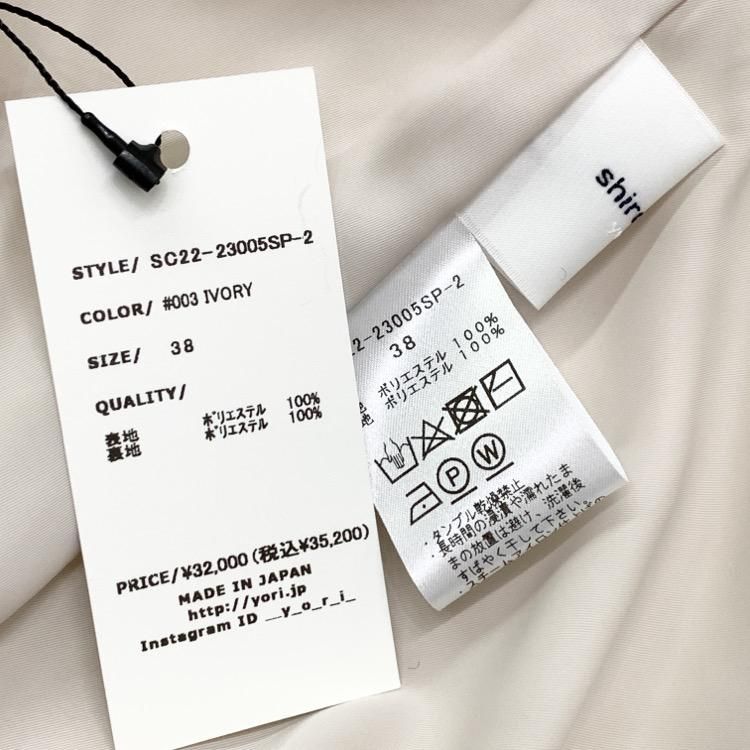 STYLE/ SC22-23005SP-2
COLOR/ #003 IVORY
SIZE/ 38
QUALITY/
表地 ポリエステル 100%
裏地 ポリエステル 100%
PRICE/¥32,000(税込¥35,200)
MADE IN JAPAN
http://yori.jp
Instagram ID __y_o_r_i_
22-23005SP-2
38
ポリエステル 100%
地 ポリエステル 100%
P W
・タンブル乾燥禁止
・長時間の浸漬や濡れたま
まの放置は避け、洗濯後
すばやく干して下さい。